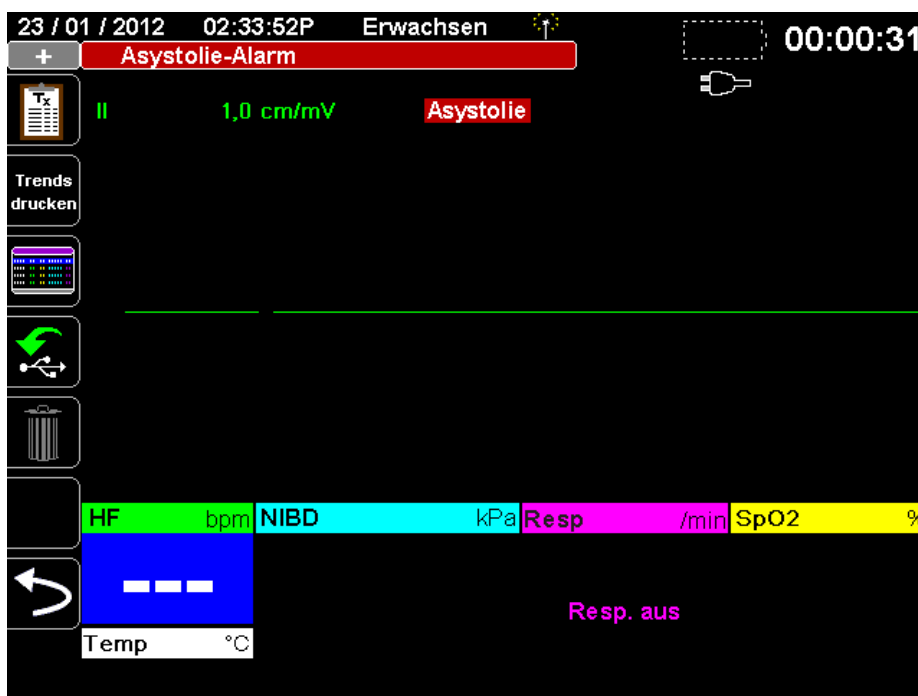 23 / 01 / 2012 02:33:52P Erwachsen 00:00:31
+ Asystolie-Alarm
Tx
II 1,0 cm/mV Asystolie
Trends
drucken
HF bpm NIBD kPa Resp /min SpO2 %
---
Resp. aus
Temp °C